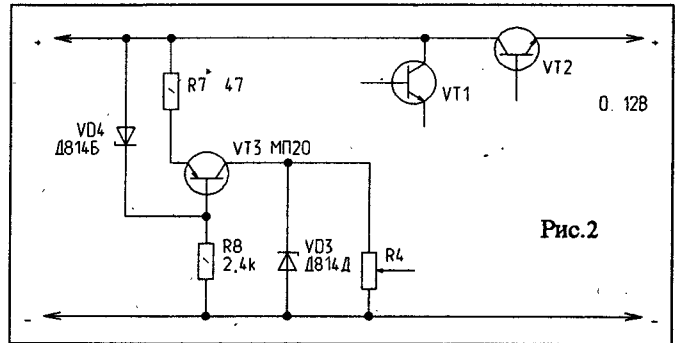 +
+
R7 47
VT1
VT2
0. 12В
VD4
Д814Б
VT3 МП20
R8
2,4k
VD3
Д814Д
R4
Рис.2
-
-